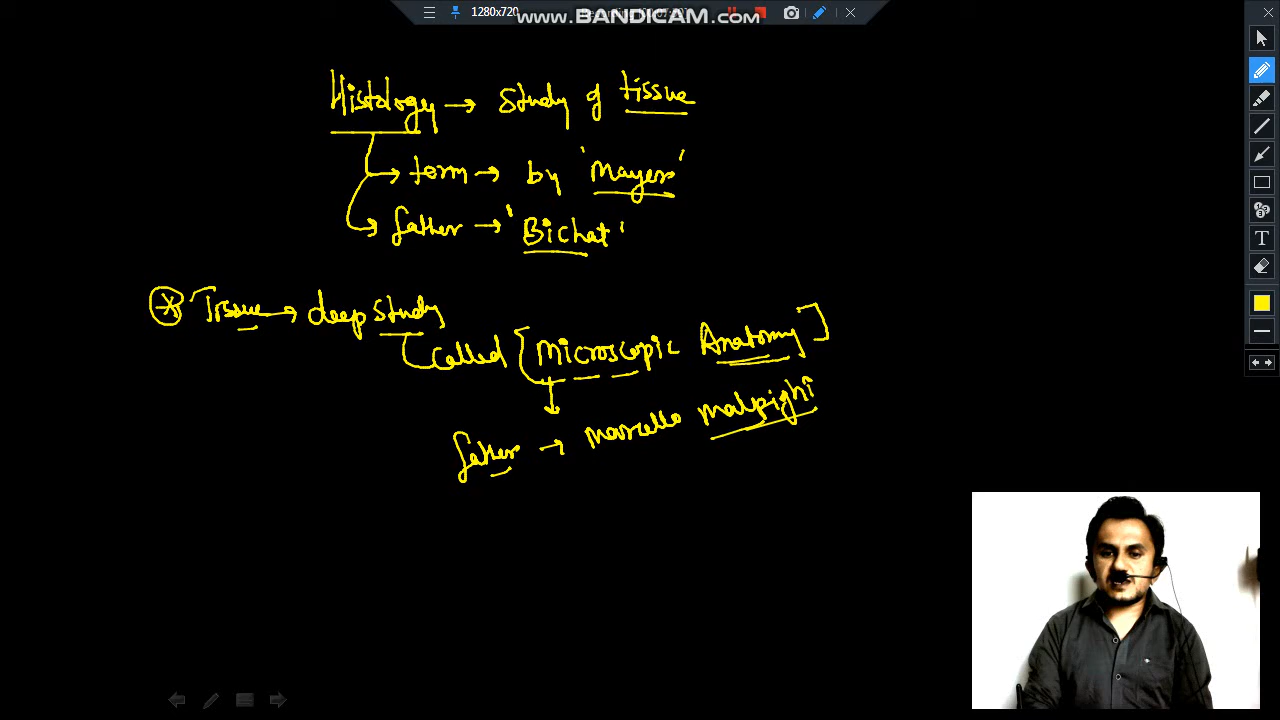 1280x720
www.BANDICAM.com
Histology → Study of tissue
→ term → by 'Mayer'
→ father → 'Bichat'
* Tissue → deep study
called [Microscopic Anatomy]
father → Marcello Malpighi
T